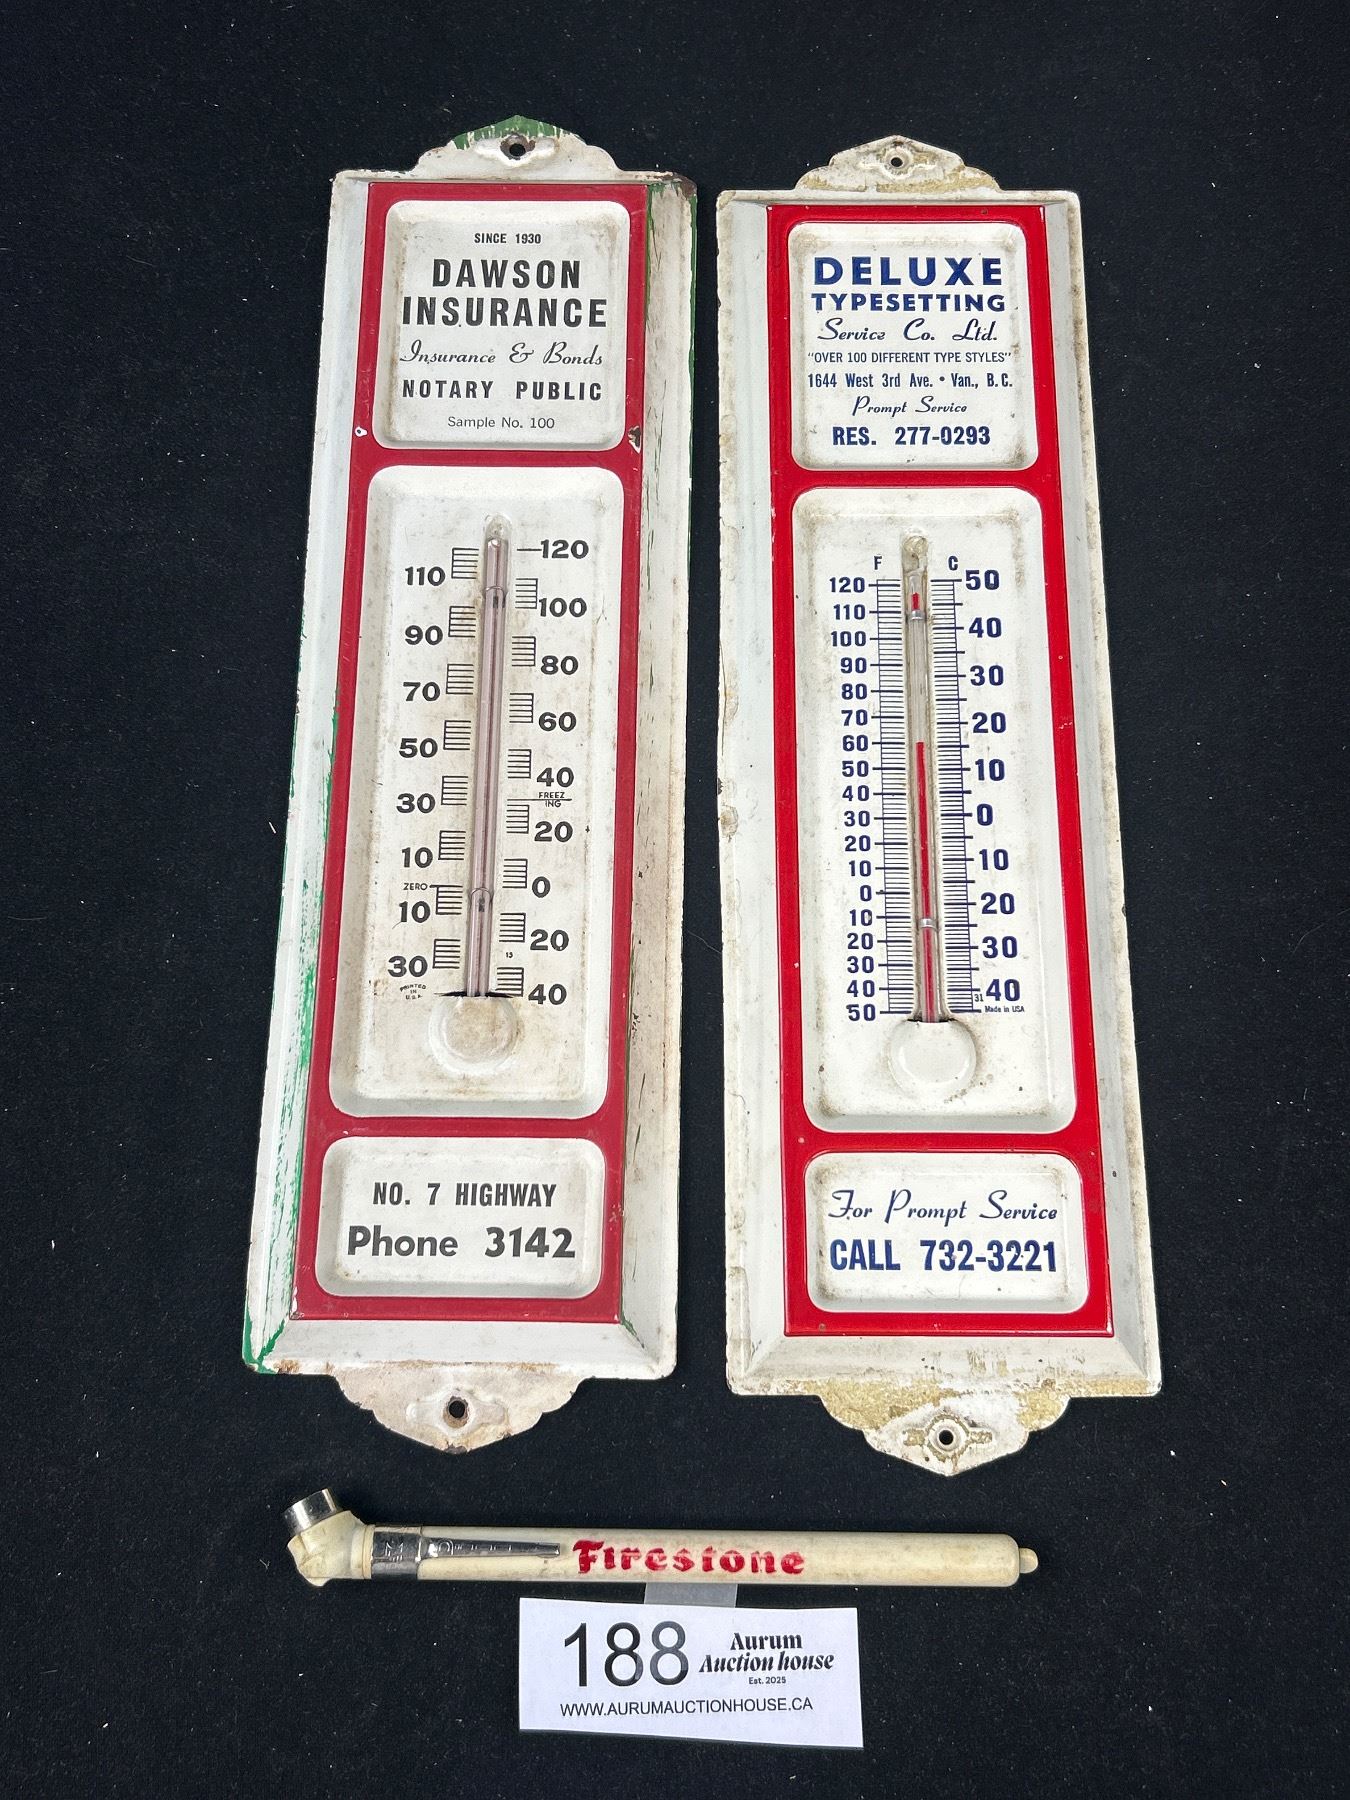 SINCE 1930
DAWSON
INSURANCE
Insurance & Bonds
NOTARY PUBLIC
Sample No. 100
120
110
100
90
80
70
60
50
40
FREEZ
ING
30
20
10
ZERO
0
10
20
30
13
40
PRINTED
IN
U.S.A.
NO. 7 HIGHWAY
Phone 3142
DELUXE
TYPESETTING
Service Co. Ltd.
"OVER 100 DIFFERENT TYPE STYLES"
1644 West 3rd Ave. • Van., B.C.
Prompt Service
RES. 277-0293
F C
120 50
110
100 40
90
80 30
70
60 20
50 10
40
30 0
20
10 10
0
10 20
20
30 30
40 31 40
50 Made in USA
For Prompt Service
CALL 732-3221
Firestone
188
Aurum
Auction house
Est. 2025
WWW.AURUMAUCTIONHOUSE.CA